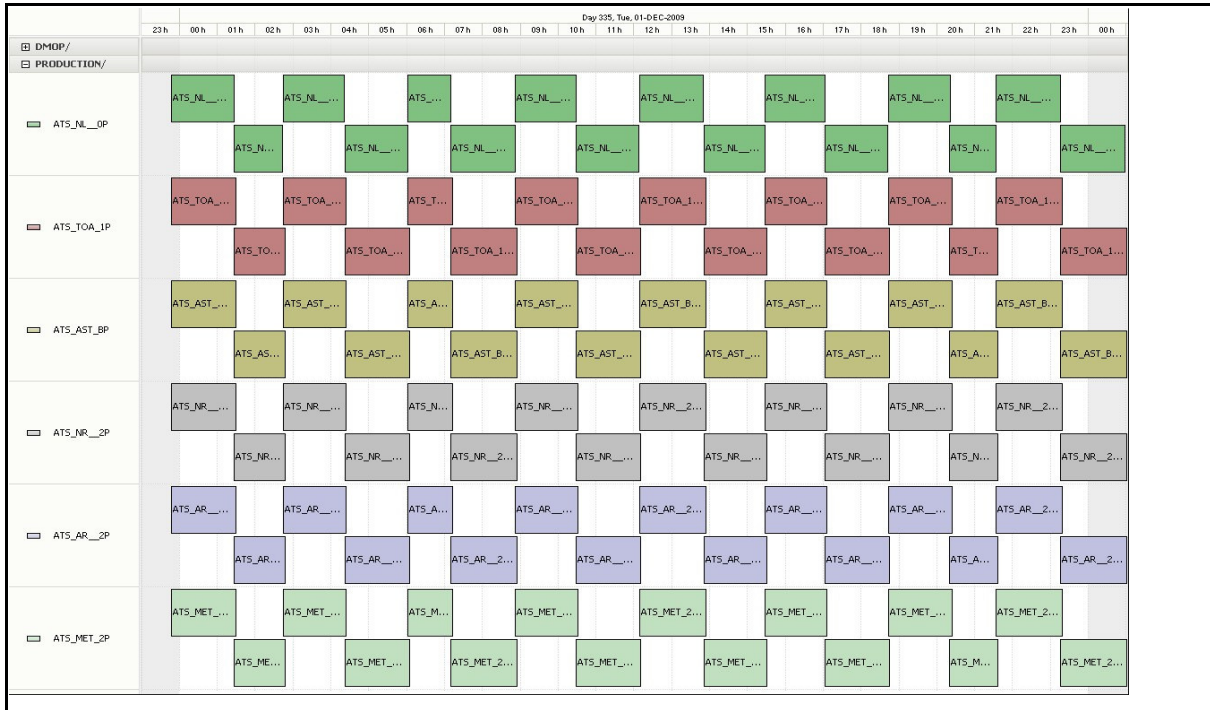 Day 335, Tue, 01-DEC-2009
23 h 00 h 01 h 02 h 03 h 04 h 05 h 06 h 07 h 08 h 09 h 10 h 11 h 12 h 13 h 14 h 15 h 16 h 17 h 18 h 19 h 20 h 21 h 22 h 23 h 00 h
DMOP/
PRODUCTION/
ATS_NL__... ATS_NL__... ATS_... ATS_NL__... ATS_NL__... ATS_NL_... ATS_NL__... ATS_NL__...
ATS_NL__0P
ATS_N... ATS_NL__... ATS_NL__... ATS_NL__... ATS_NL__... ATS_NL__... ATS_N... ATS_NL__...
ATS_TOA_... ATS_TOA_... ATS_T... ATS_TOA_... ATS_TOA_1... ATS_TOA_... ATS_TOA_... ATS_TOA_1...
ATS_TOA_1P
ATS_TO... ATS_TOA_... ATS_TOA_1... ATS_TOA_... ATS_TOA_... ATS_TOA_... ATS_T... ATS_TOA_1...
ATS_AST_... ATS_AST_... ATS_A... ATS_AST_... ATS_AST_B... ATS_AST_... ATS_AST_... ATS_AST_B...
ATS_AST_BP
ATS_AS... ATS_AST_... ATS_AST_B... ATS_AST_... ATS_AST_... ATS_AST_... ATS_A... ATS_AST_B...
ATS_NR__... ATS_NR__... ATS_N... ATS_NR__... ATS_NR__2... ATS_NR__... ATS_NR__... ATS_NR__2...
ATS_NR__2P
ATS_NR... ATS_NR__... ATS_NR__2... ATS_NR__... ATS_NR__... ATS_NR__... ATS_N... ATS_NR__2...
ATS_AR__... ATS_AR__... ATS_A... ATS_AR__... ATS_AR__2... ATS_AR__... ATS_AR__... ATS_AR__2...
ATS_AR__2P
ATS_AR... ATS_AR__... ATS_AR__2... ATS_AR__... ATS_AR__... ATS_AR__... ATS_A... ATS_AR__2...
ATS_MET_... ATS_MET_... ATS_M... ATS_MET_... ATS_MET_2... ATS_MET_... ATS_MET_... ATS_MET_2...
ATS_MET_2P
ATS_ME... ATS_MET_... ATS_MET_2... ATS_MET_... ATS_MET_... ATS_MET_... ATS_M... ATS_MET_2...